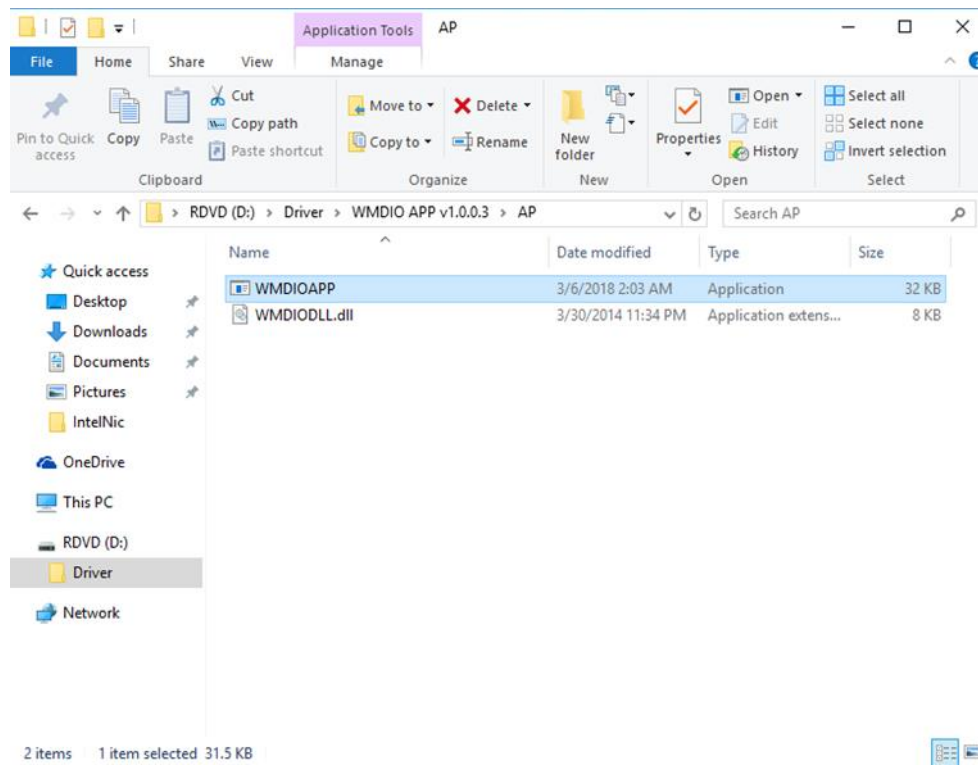 Application Tools AP
File Home Share View Manage
Pin to Quick access
Copy
Paste
Cut
Copy path
Paste shortcut
Clipboard
Move to
Copy to
Delete
Rename
Organize
New folder
New
Properties
Open
Edit
History
Open
Select all
Select none
Invert selection
Select
RDVD (D:) > Driver > WMDIO APP v1.0.0.3 > AP
Search AP
Name Date modified Type Size
WMDIOAPP 3/6/2018 2:03 AM Application 32 KB
WMDIODLL.dll 3/30/2014 11:34 PM Application extens... 8 KB
Quick access
Desktop
Downloads
Documents
Pictures
IntelNic
OneDrive
This PC
RDVD (D:)
Driver
Network
2 items 1 item selected 31.5 KB